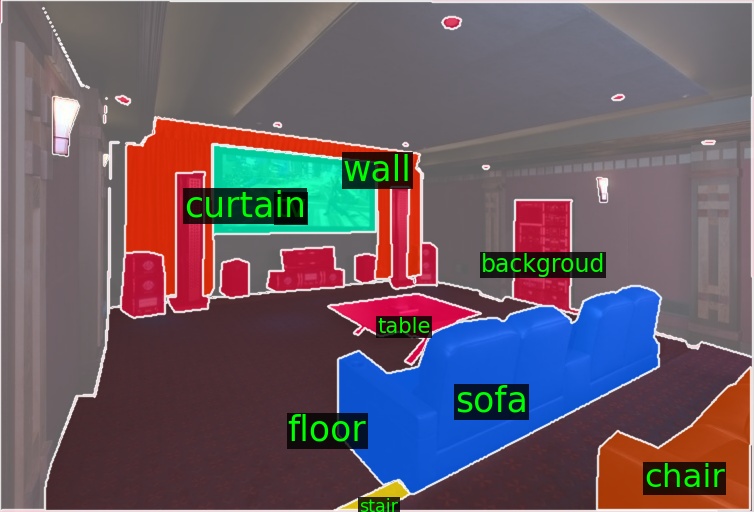 wall
curtain
backgroud
table
sofa
floor
chair
stair